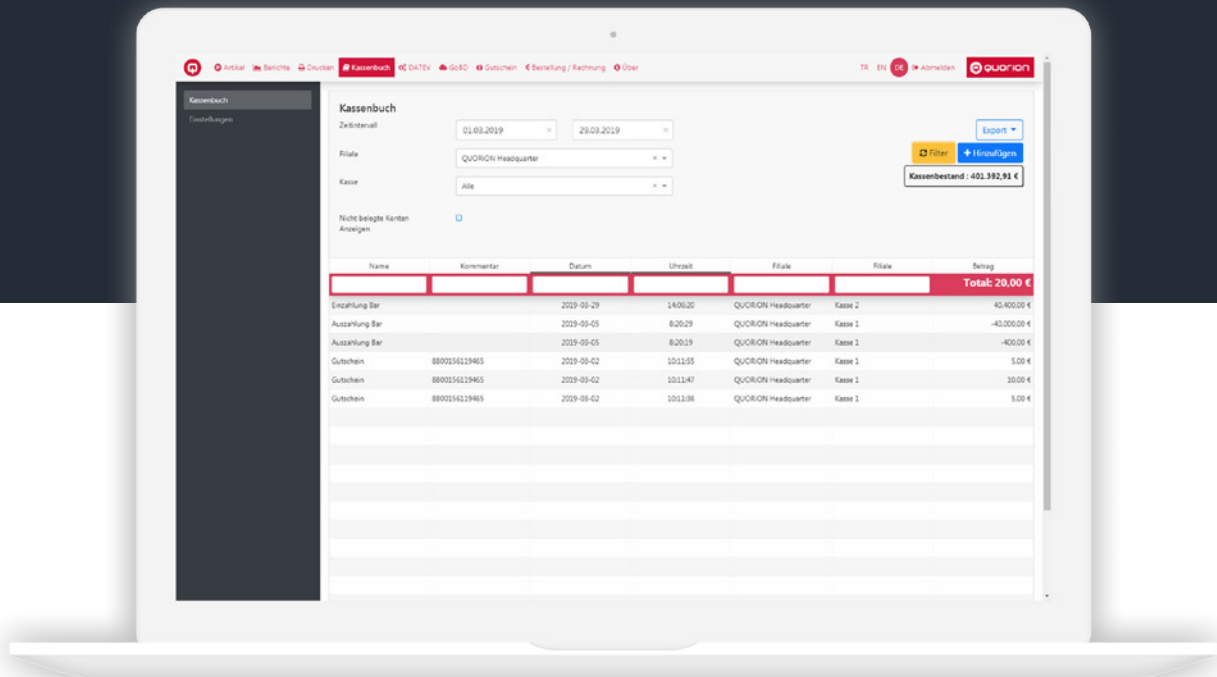 Artikel Berichte Drucken Kassenbuch DATEV GoBD Gutschein € Bestellung / Rechnung Über TR EN DE Abmelden QUORION
Kassenbuch
Einstellungen
Kassenbuch
Zeitintervall 01.03.2019 × 29.03.2019 × Export
Filiale QUORiON Headquarter × Filter + Hinzufügen
Kassenbestand : 401.392,91 €
Kasse Alle ×
Nicht belegte Konten
Anzeigen
Name Kommentar Datum Uhrzeit Filiale Filiale Betrag
Total: 20,00 €
Einzahlung Bar 2019-03-29 14:06:20 QUORiON Headquarter Kasse 2 40.400,00 €
Auszahlung Bar 2019-03-05 8:20:29 QUORiON Headquarter Kasse 1 -40.000,00 €
Auszahlung Bar 2019-03-05 8:20:19 QUORiON Headquarter Kasse 1 -400,00 €
Gutschein 8800156119465 2019-03-02 10:11:55 QUORiON Headquarter Kasse 1 5,00 €
Gutschein 8800156119465 2019-03-02 10:11:47 QUORiON Headquarter Kasse 1 10,00 €
Gutschein 8800156119465 2019-03-02 10:11:36 QUORiON Headquarter Kasse 1 5,00 €